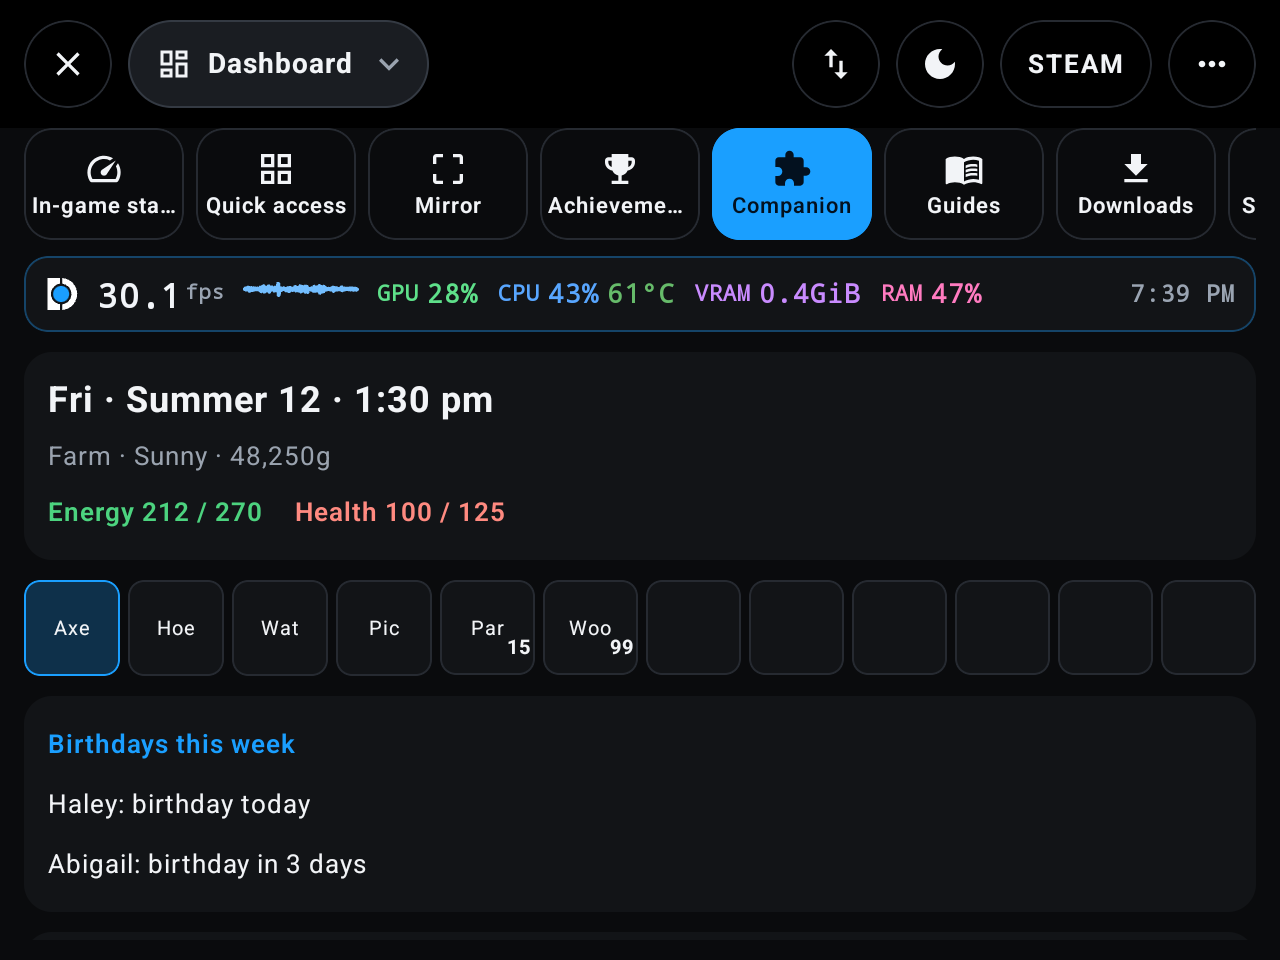 Dashboard
STEAM
In-game sta…
Quick access
Mirror
Achieveme…
Companion
Guides
Downloads
S
30.1 fps GPU 28% CPU 43% 61°C VRAM 0.4GiB RAM 47% 7:39 PM
Fri · Summer 12 · 1:30 pm
Farm · Sunny · 48,250g
Energy 212 / 270 Health 100 / 125
Axe
Hoe
Wat
Pic
Par 15
Woo 99
Birthdays this week
Haley: birthday today
Abigail: birthday in 3 days